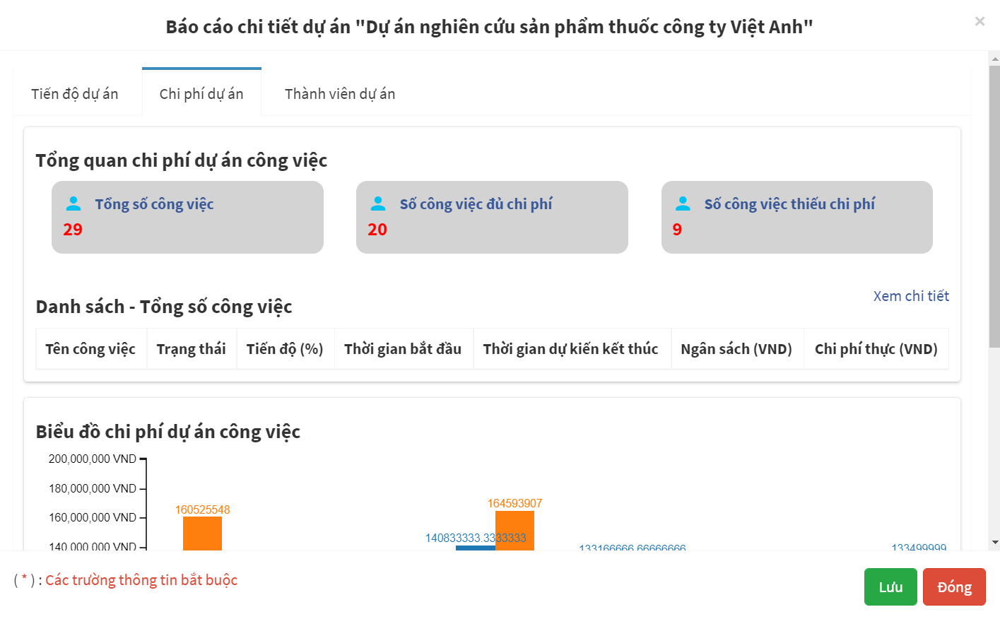 Báo cáo chi tiết dự án "Dự án nghiên cứu sản phẩm thuốc công ty Việt Anh"
×
Tiến độ dự án
Chi phí dự án
Thành viên dự án
Tổng quan chi phí dự án công việc
Tổng số công việc
29
Số công việc đủ chi phí
20
Số công việc thiếu chi phí
9
Xem chi tiết
Danh sách - Tổng số công việc
Tên công việc
Trạng thái
Tiến độ (%)
Thời gian bắt đầu
Thời gian dự kiến kết thúc
Ngân sách (VND)
Chi phí thực (VND)
Biểu đồ chi phí dự án công việc
200,000,000 VND
180,000,000 VND
160,000,000 VND
140,000,000 VND
160525548
164593907
140833333.3333333
133166666.66666666
133499999
( * ) : Các trường thông tin bắt buộc
Lưu
Đóng